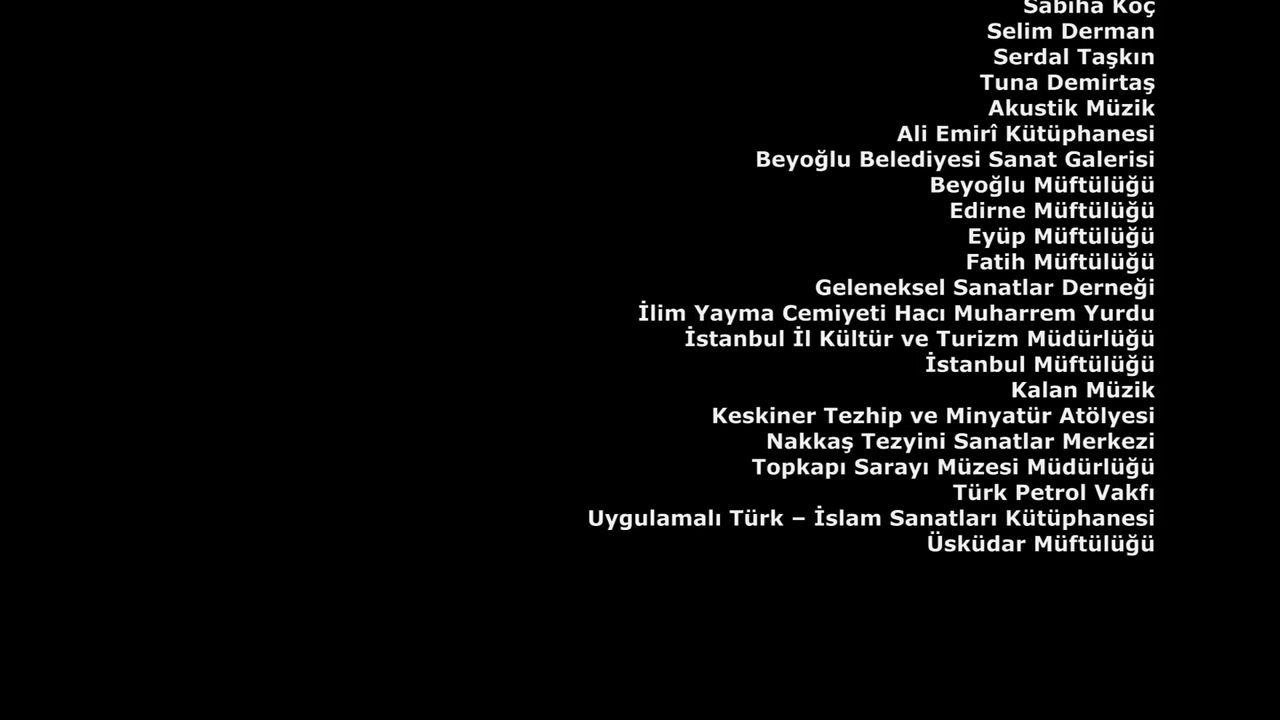 Sabiha Koç
Selim Derman
Serdal Taşkın
Tuna Demirtaş
Akustik Müzik
Ali Emirî Kütüphanesi
Beyoğlu Belediyesi Sanat Galerisi
Beyoğlu Müftülüğü
Edirne Müftülüğü
Eyüp Müftülüğü
Fatih Müftülüğü
Geleneksel Sanatlar Derneği
İlim Yayma Cemiyeti Hacı Muharrem Yurdu
İstanbul İl Kültür ve Turizm Müdürlüğü
İstanbul Müftülüğü
Kalan Müzik
Keskiner Tezhip ve Minyatür Atölyesi
Nakkaş Tezyini Sanatlar Merkezi
Topkapı Sarayı Müzesi Müdürlüğü
Türk Petrol Vakfı
Uygulamalı Türk – İslam Sanatları Kütüphanesi
Üsküdar Müftülüğü